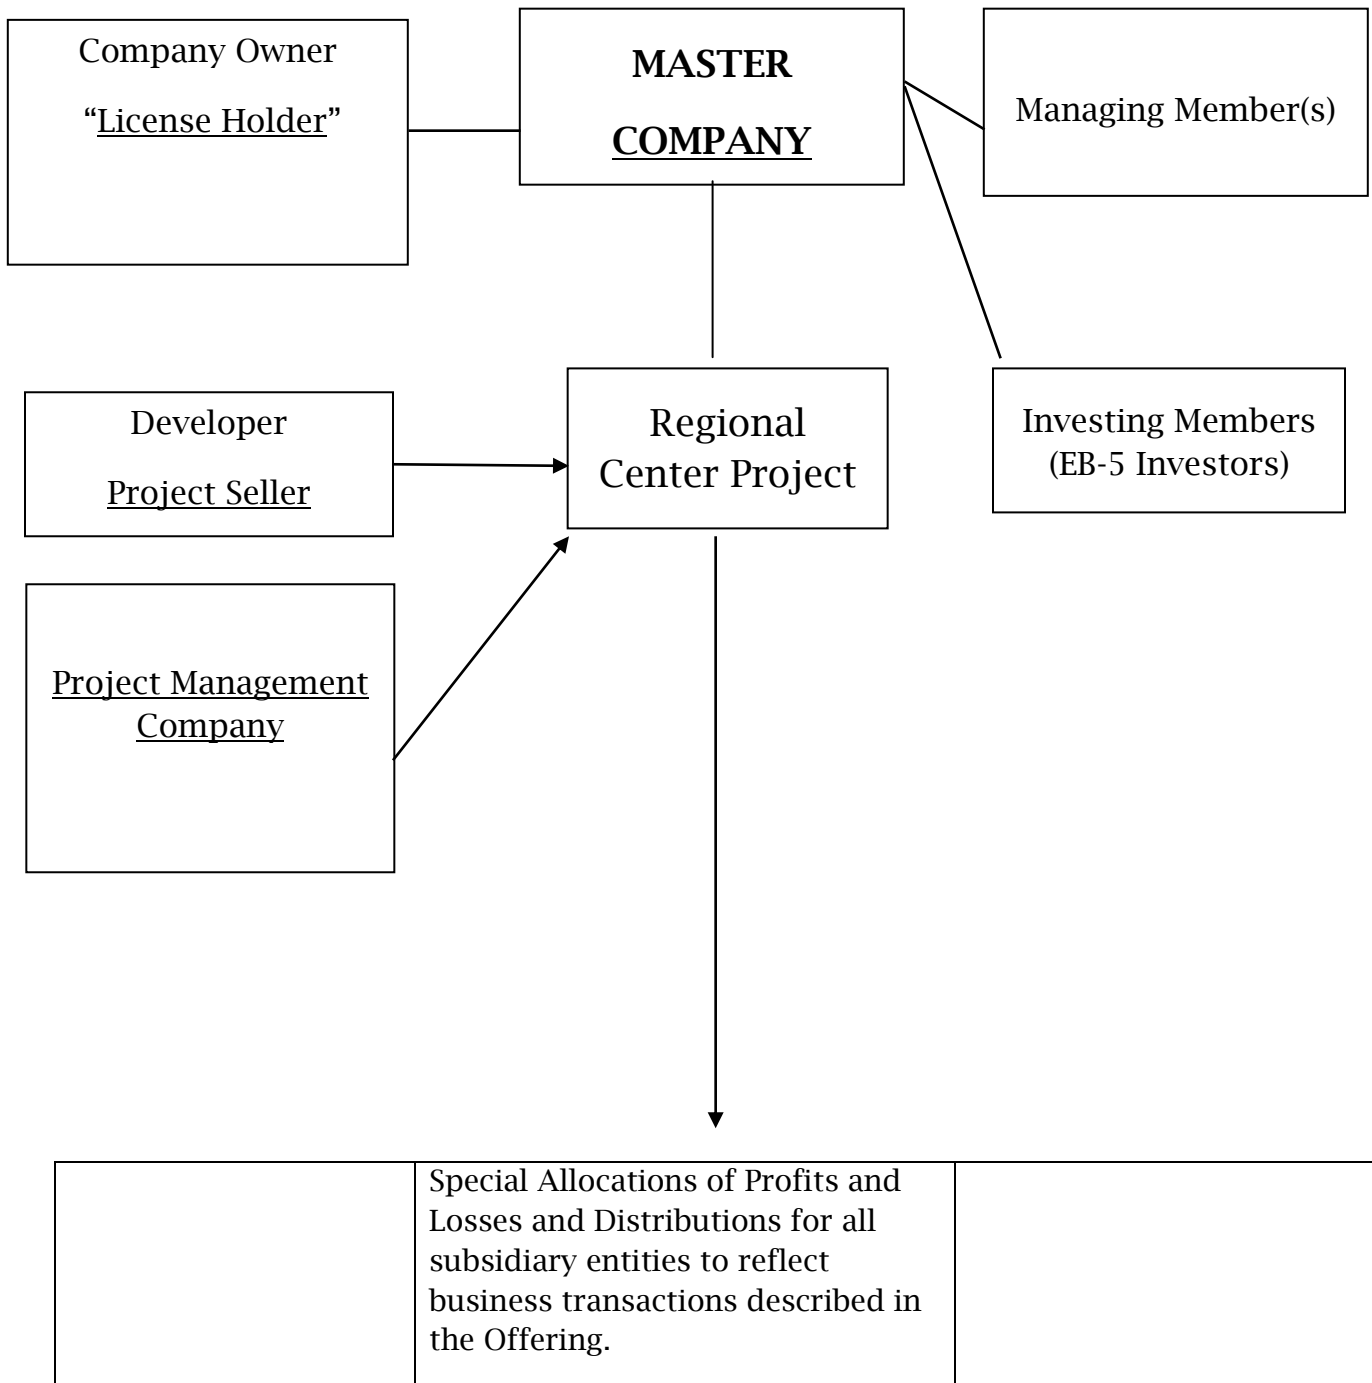 Company Owner
“License Holder”
MASTER
COMPANY
Managing Member(s)
Developer
Project Seller
Regional
Center Project
Investing Members
(EB-5 Investors)
Project Management
Company
Special Allocations of Profits and
Losses and Distributions for all
subsidiary entities to reflect
business transactions described in
the Offering.